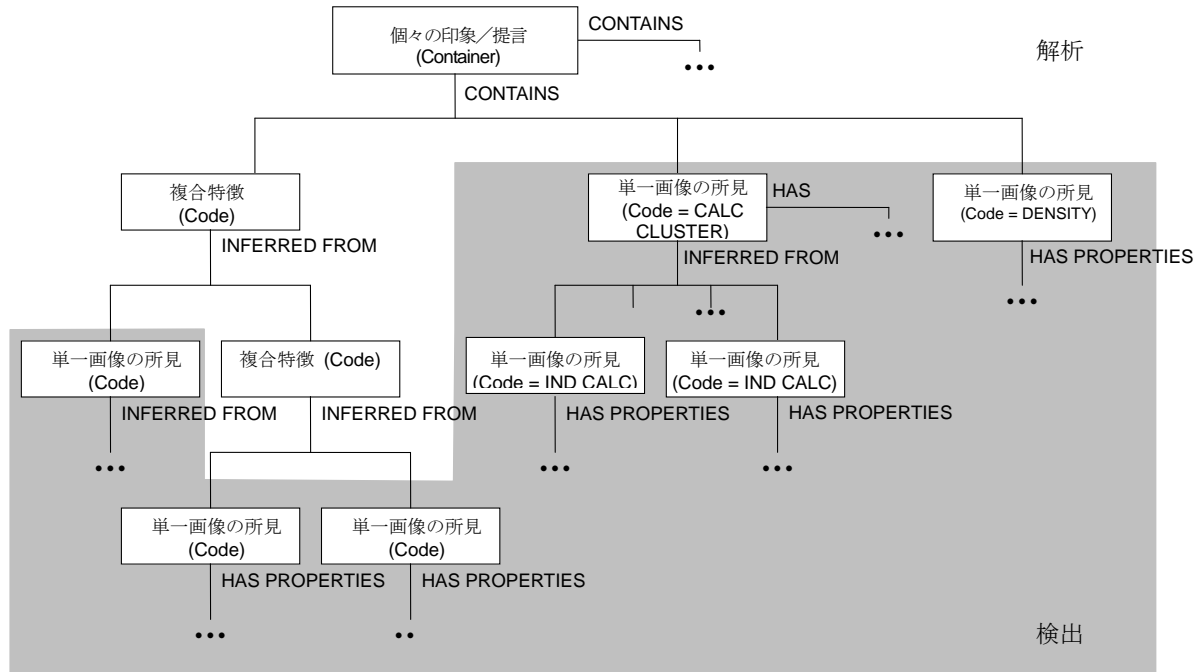 CONTAINS
個々の印象／提言
(Container)
•••
解析
CONTAINS
複合特徴
(Code)
単一画像の所見
(Code = CALC
CLUSTER)
HAS
•••
単一画像の所見
(Code = DENSITY)
INFERRED FROM
INFERRED FROM
HAS PROPERTIES
•••
•••
単一画像の所見
(Code)
複合特徴 (Code)
単一画像の所見
(Code = IND CALC)
単一画像の所見
(Code = IND CALC)
INFERRED FROM
INFERRED FROM
HAS PROPERTIES
HAS PROPERTIES
•••
•••
•••
単一画像の所見
(Code)
単一画像の所見
(Code)
HAS PROPERTIES
HAS PROPERTIES
•••
••
検出